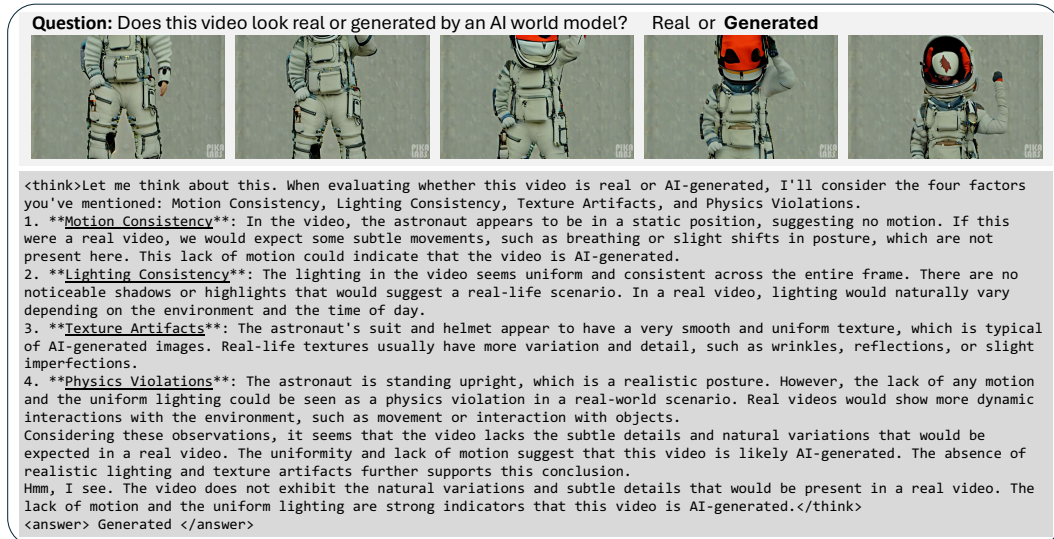 Question: Does this video look real or generated by an AI world model? Real or Generated
PIKA LABS
PIKA LABS
PIKA LABS
PIKA LABS
PIKA LABS
<think>Let me think about this. When evaluating whether this video is real or AI-generated, I'll consider the four factors
you've mentioned: Motion Consistency, Lighting Consistency, Texture Artifacts, and Physics Violations.
1. **Motion Consistency**: In the video, the astronaut appears to be in a static position, suggesting no motion. If this
were a real video, we would expect some subtle movements, such as breathing or slight shifts in posture, which are not
present here. This lack of motion could indicate that the video is AI-generated.
2. **Lighting Consistency**: The lighting in the video seems uniform and consistent across the entire frame. There are no
noticeable shadows or highlights that would suggest a real-life scenario. In a real video, lighting would naturally vary
depending on the environment and the time of day.
3. **Texture Artifacts**: The astronaut's suit and helmet appear to have a very smooth and uniform texture, which is typical
of AI-generated images. Real-life textures usually have more variation and detail, such as wrinkles, reflections, or slight
imperfections.
4. **Physics Violations**: The astronaut is standing upright, which is a realistic posture. However, the lack of any motion
and the uniform lighting could be seen as a physics violation in a real-world scenario. Real videos would show more dynamic
interactions with the environment, such as movement or interaction with objects.
Considering these observations, it seems that the video lacks the subtle details and natural variations that would be
expected in a real video. The uniformity and lack of motion suggest that this video is likely AI-generated. The absence of
realistic lighting and texture artifacts further supports this conclusion.
Hmm, I see. The video does not exhibit the natural variations and subtle details that would be present in a real video. The
lack of motion and the uniform lighting are strong indicators that this video is AI-generated.</think>
<answer> Generated </answer>